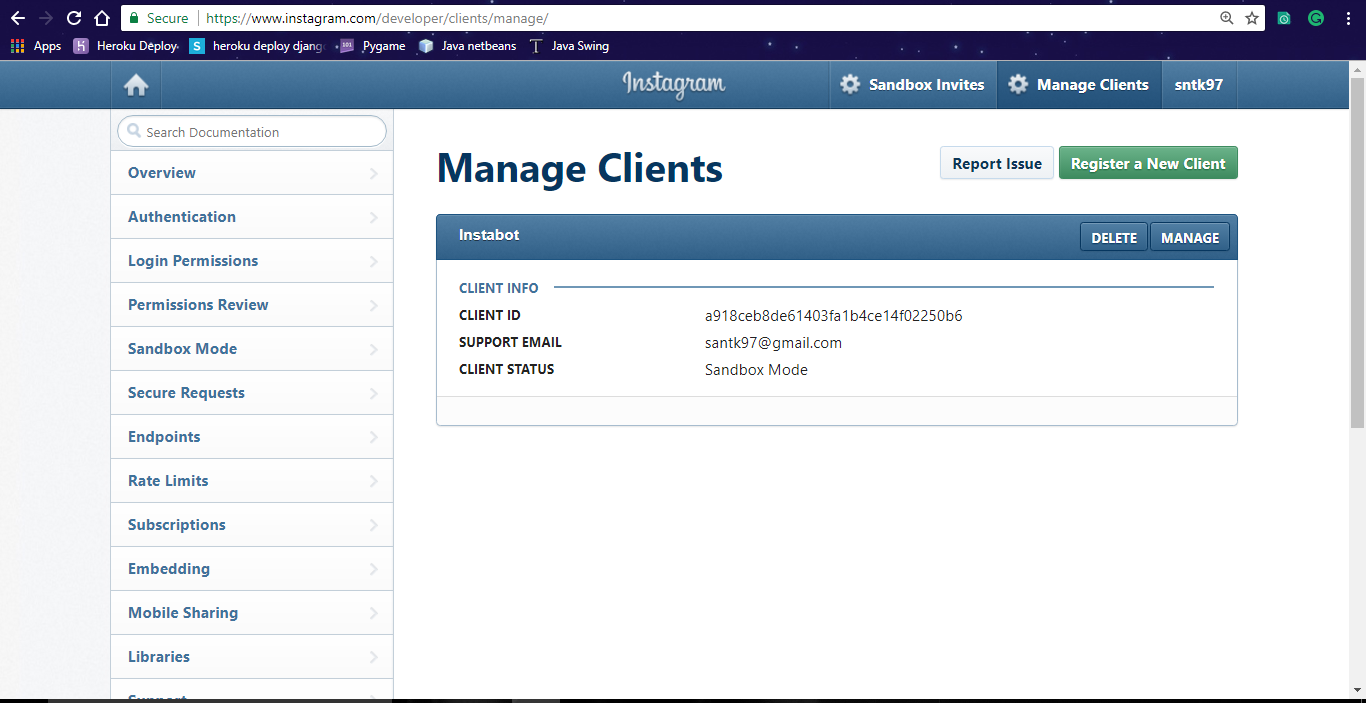 Secure https://www.instagram.com/developer/clients/manage/
Apps Heroku Deploy heroku deploy djang Pygame Java netbeans Java Swing
Instagram Sandbox Invites Manage Clients sntk97
Search Documentation
Overview
Authentication
Login Permissions
Permissions Review
Sandbox Mode
Secure Requests
Endpoints
Rate Limits
Subscriptions
Embedding
Mobile Sharing
Libraries
Support
Manage Clients
Report Issue Register a New Client
Instabot DELETE MANAGE
CLIENT INFO
CLIENT ID a918ceb8de61403fa1b4ce14f02250b6
SUPPORT EMAIL santk97@gmail.com
CLIENT STATUS Sandbox Mode